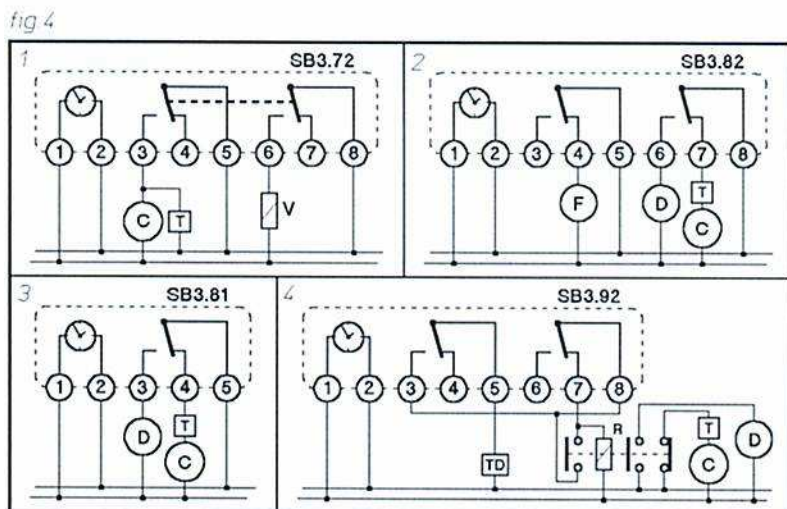 fig 4
1 SB3.72
1 2 3 4 5 6 7 8
C T V
2 SB3.82
1 2 3 4 5 6 7 8
F D T
C
3 SB3.81
1 2 3 4 5
D T
C
4 SB3.92
1 2 3 4 5 6 7 8
TD R T D
C